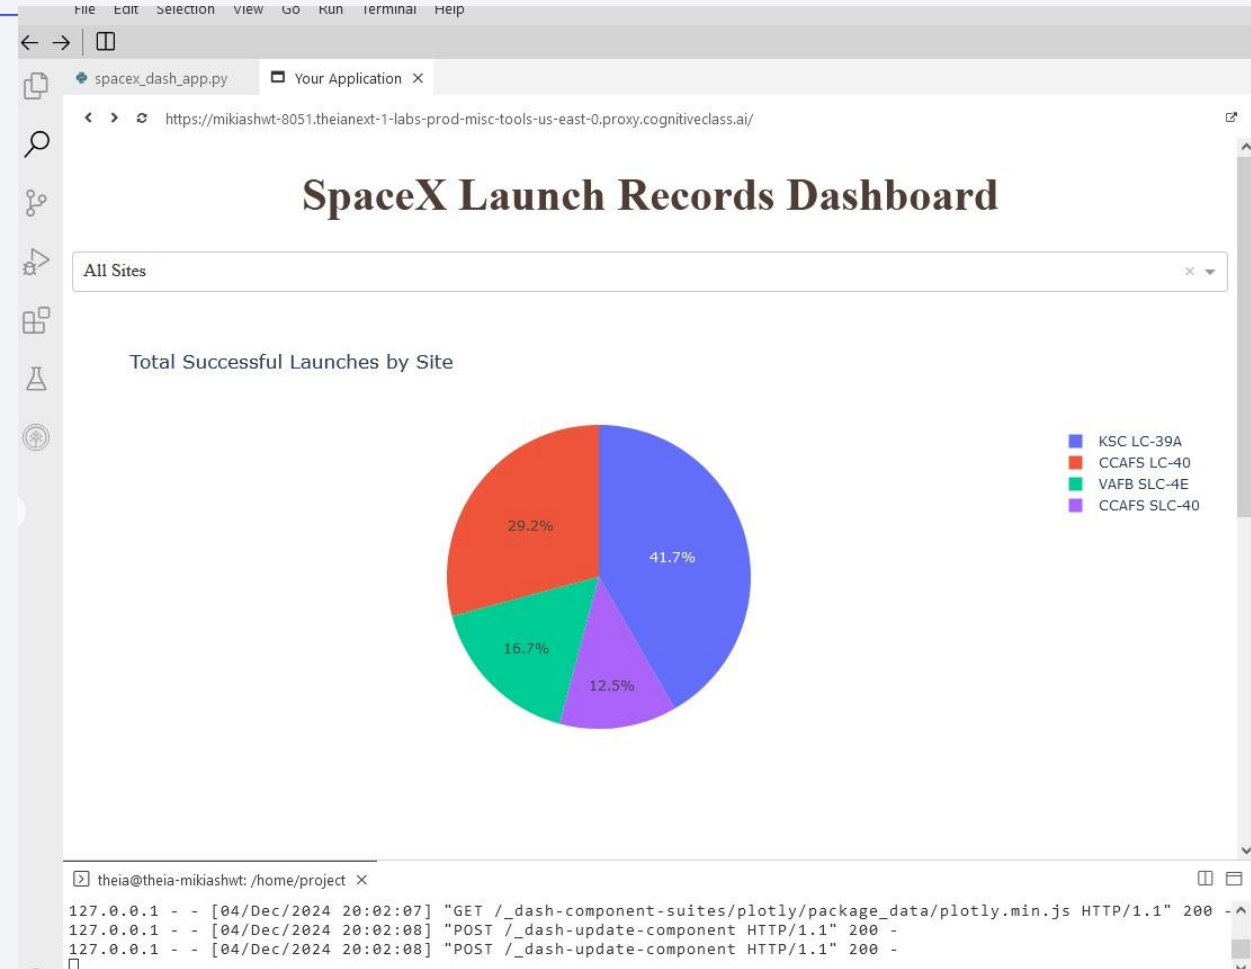 File Edit Selection View Go Run Terminal Help
spacex_dash_app.py Your Application
https://mikiashwt-8051.theianext-1-labs-prod-misc-tools-us-east-0.proxy.cognitiveclass.ai/
SpaceX Launch Records Dashboard
All Sites
Total Successful Launches by Site
KSC LC-39A
CCAFS LC-40
VAFB SLC-4E
CCAFS SLC-40
29.2%
41.7%
16.7%
12.5%
theia@theia-mikiashwt: /home/project
127.0.0.1 - - [04/Dec/2024 20:02:07] "GET /_dash-component-suites/plotly/package_data/plotly.min.js HTTP/1.1" 200 -
127.0.0.1 - - [04/Dec/2024 20:02:08] "POST /_dash-update-component HTTP/1.1" 200 -
127.0.0.1 - - [04/Dec/2024 20:02:08] "POST /_dash-update-component HTTP/1.1" 200 -